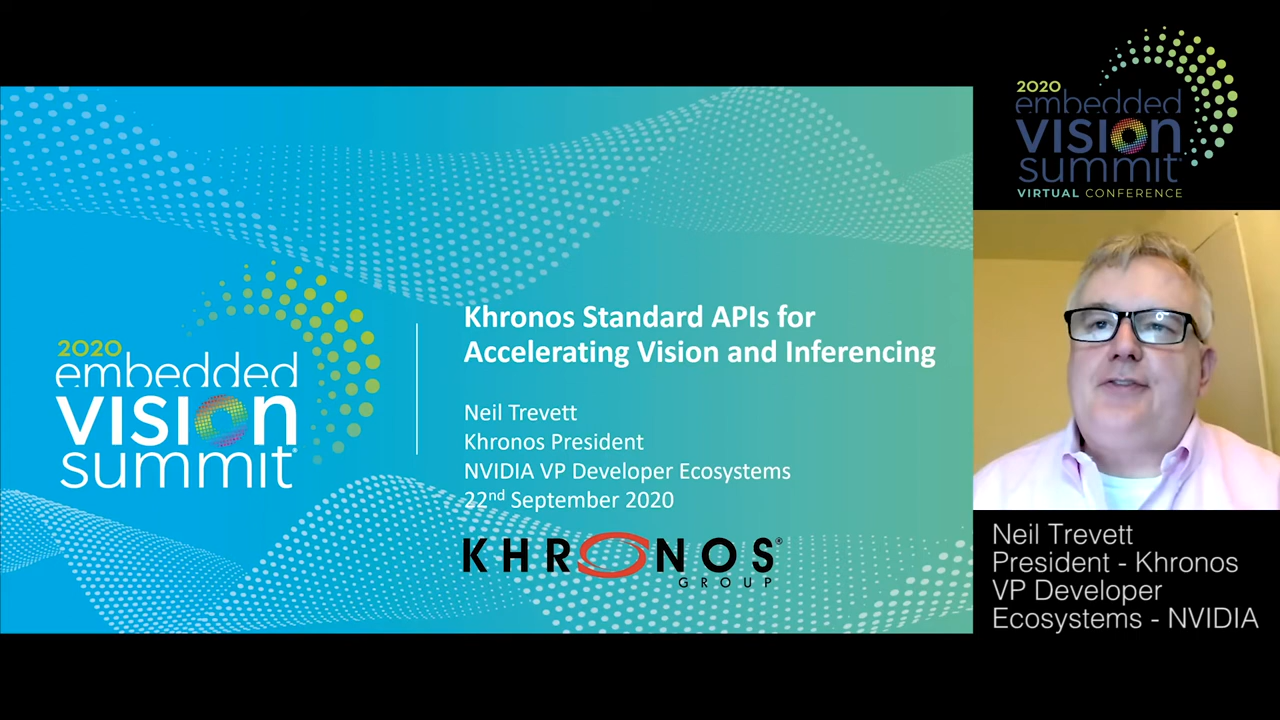 2020
embedded
VISION
summit
Khronos Standard APIs for
Accelerating Vision and Inferencing
Neil Trevett
Khronos President
NVIDIA VP Developer Ecosystems
22nd September 2020
KHRONOS®
GROUP
2020
embedded
VISION
summit
VIRTUAL CONFERENCE
Neil Trevett
President - Khronos
VP Developer
Ecosystems - NVIDIA